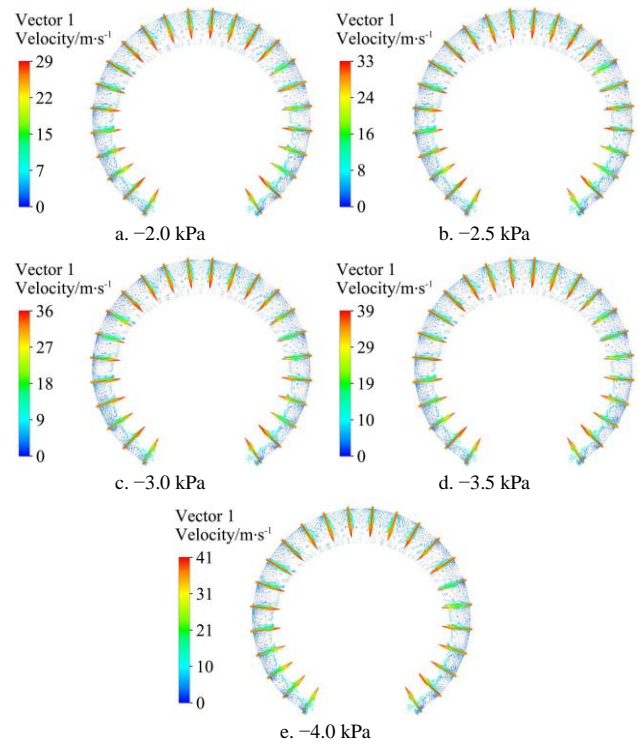 Vector 1
Velocity/m·s-1
29
22
15
7
0
a. −2.0 kPa
Vector 1
Velocity/m·s-1
33
24
16
8
0
b. −2.5 kPa
Vector 1
Velocity/m·s-1
36
27
18
9
0
c. −3.0 kPa
Vector 1
Velocity/m·s-1
39
29
19
10
0
d. −3.5 kPa
Vector 1
Velocity/m·s-1
41
31
21
10
0
e. −4.0 kPa